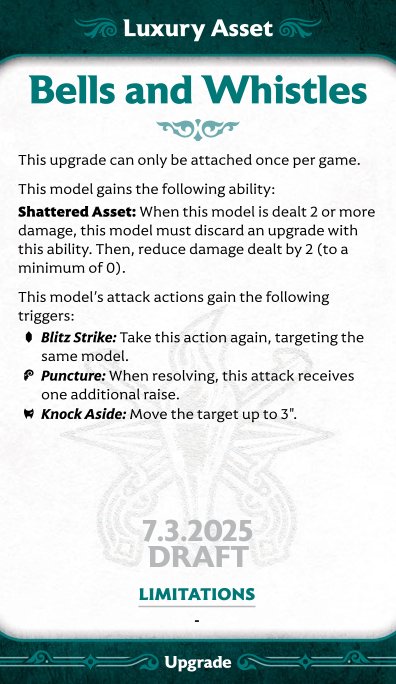 Luxury Asset
Bells and Whistles
This upgrade can only be attached once per game.
This model gains the following ability:
Shattered Asset: When this model is dealt 2 or more
damage, this model must discard an upgrade with
this ability. Then, reduce damage dealt by 2 (to a
minimum of 0).
This model's attack actions gain the following
triggers:
Blitz Strike: Take this action again, targeting the
same model.
Puncture: When resolving, this attack receives
one additional raise.
Knock Aside: Move the target up to 3".
7.3.2025
DRAFT
LIMITATIONS
-
Upgrade